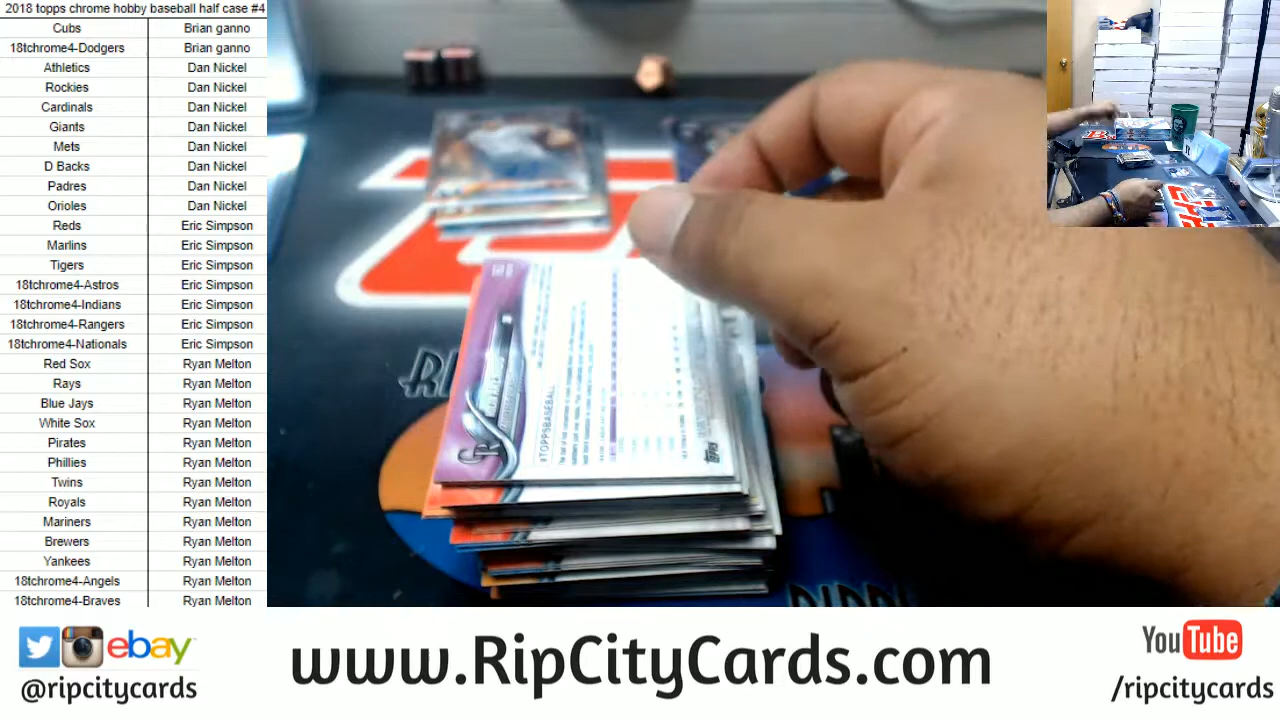 2018 topps chrome hobby baseball half case #4
Cubs Brian ganno
18tchrome4-Dodgers Brian ganno
Athletics Dan Nickel
Rockies Dan Nickel
Cardinals Dan Nickel
Giants Dan Nickel
Mets Dan Nickel
D Backs Dan Nickel
Padres Dan Nickel
Orioles Dan Nickel
Reds Eric Simpson
Marlins Eric Simpson
Tigers Eric Simpson
18tchrome4-Astros Eric Simpson
18tchrome4-Indians Eric Simpson
18tchrome4-Rangers Eric Simpson
18tchrome4-Nationals Eric Simpson
Red Sox Ryan Melton
Rays Ryan Melton
Blue Jays Ryan Melton
White Sox Ryan Melton
Pirates Ryan Melton
Phillies Ryan Melton
Twins Ryan Melton
Royals Ryan Melton
Mariners Ryan Melton
Brewers Ryan Melton
Yankees Ryan Melton
18tchrome4-Angels Ryan Melton
18tchrome4-Braves Ryan Melton
#TOPPSBASEBALL
Topps
ebay
@ripcitycards
www.RipCityCards.com
YouTube
/ripcitycards